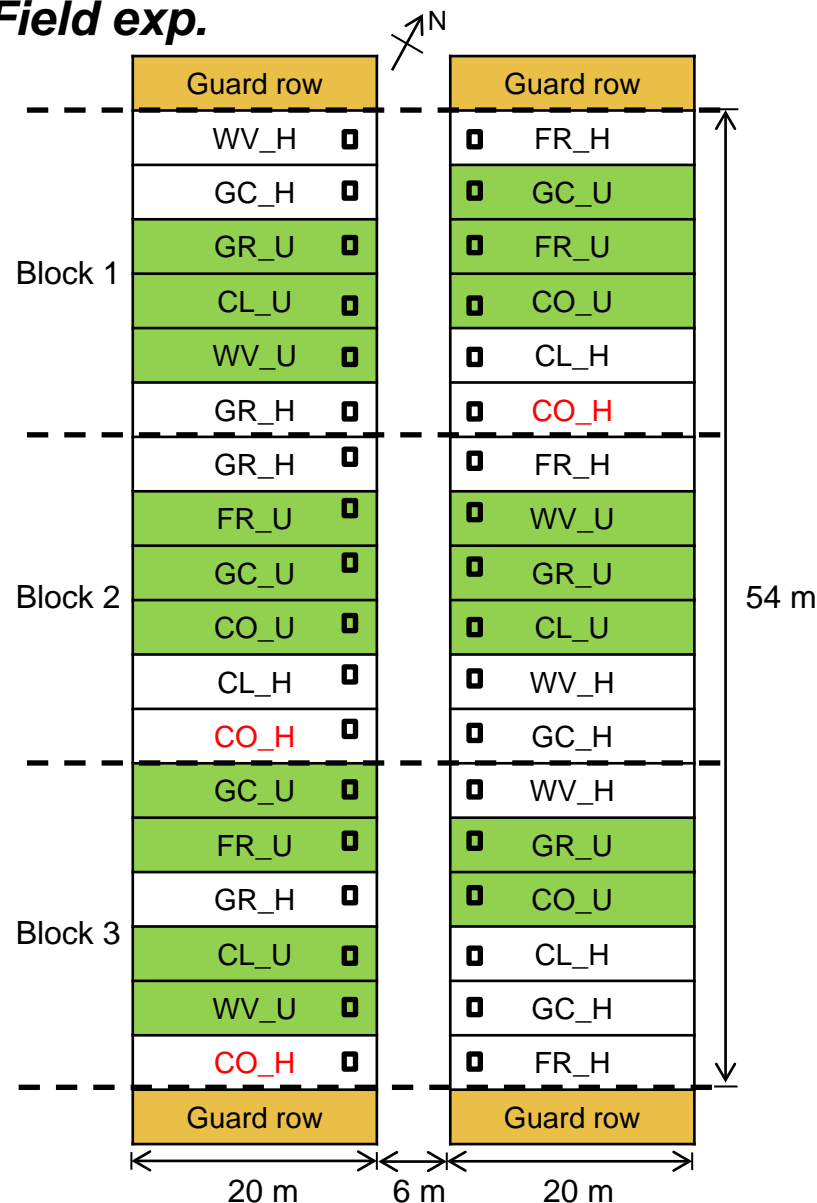 Field exp.
N
Guard row Guard row
WV_H FR_H
GC_H GC_U
GR_U FR_U
Block 1
CL_U CO_U
WV_U CL_H
GR_H CO_H
GR_H FR_H
FR_U WV_U
GC_U GR_U
Block 2 54 m
CO_U CL_U
CL_H WV_H
CO_H GC_H
GC_U WV_H
FR_U GR_U
GR_H CO_U
Block 3
CL_U CL_H
WV_U GC_H
CO_H FR_H
Guard row Guard row
20 m 6 m 20 m